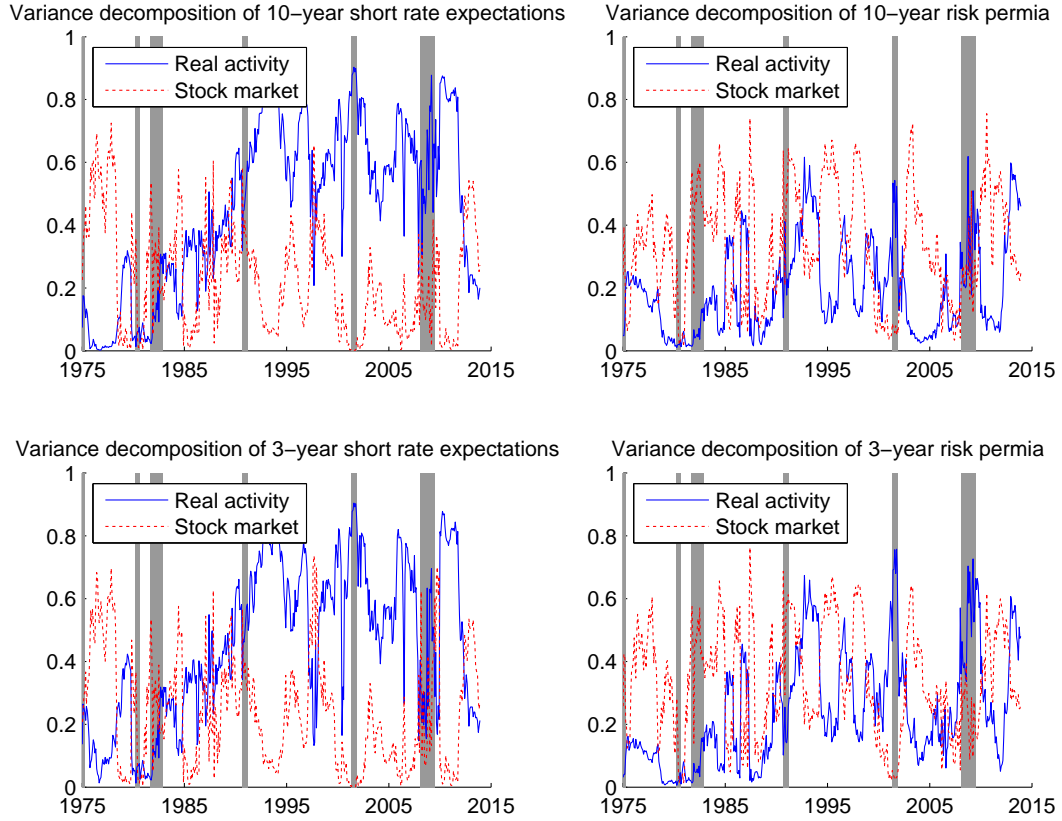 Variance decomposition of 10−year short rate expectations
1
0.8
0.6
0.4
0.2
0
1975 1985 1995 2005 2015
Real activity
Stock market
Variance decomposition of 10−year risk permia
1
0.8
0.6
0.4
0.2
0
1975 1985 1995 2005 2015
Real activity
Stock market
Variance decomposition of 3−year short rate expectations
1
0.8
0.6
0.4
0.2
0
1975 1985 1995 2005 2015
Real activity
Stock market
Variance decomposition of 3−year risk permia
1
0.8
0.6
0.4
0.2
0
1975 1985 1995 2005 2015
Real activity
Stock market